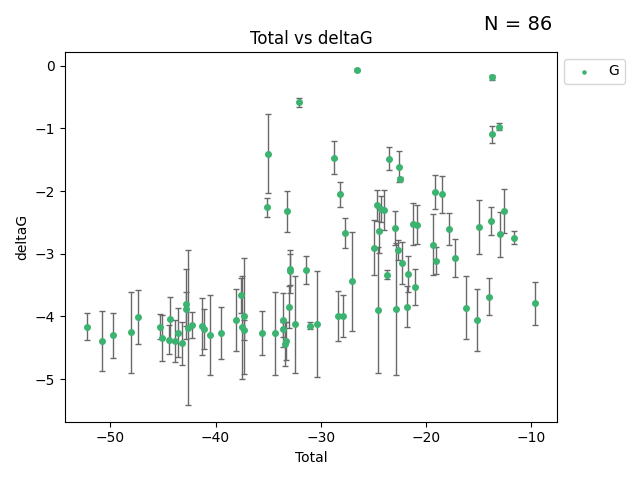 N = 86
Total vs deltaG
G
deltaG
0
−1
−2
−3
−4
−5
−50
−40
−30
−20
−10
Total